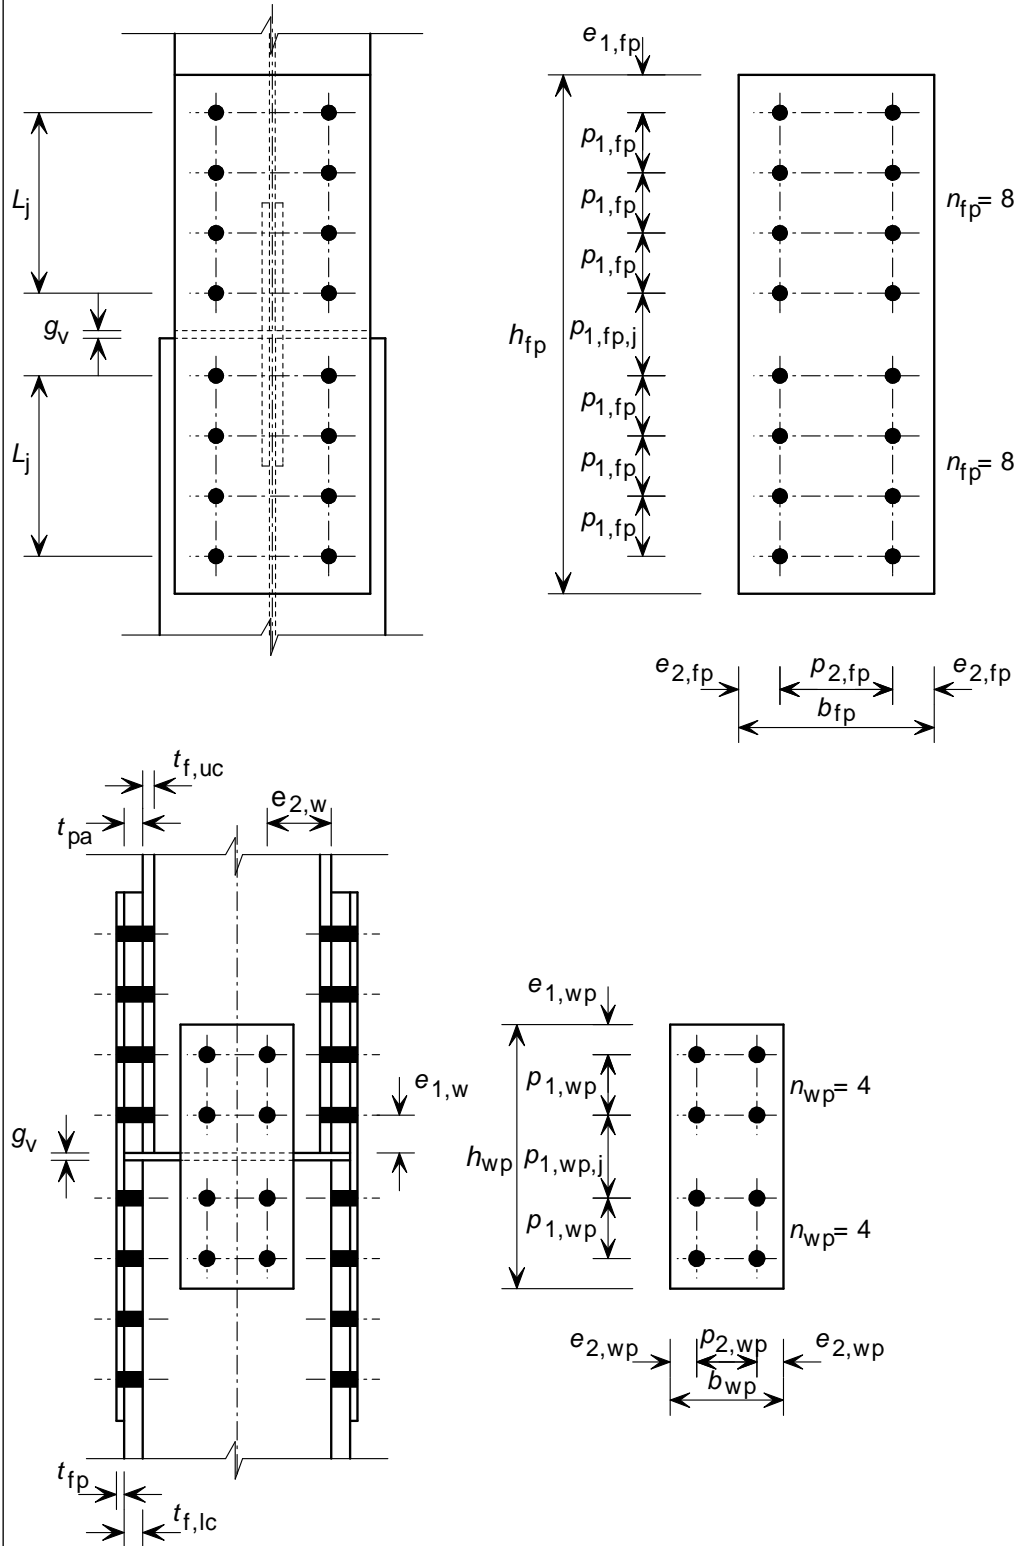 e1,fp
p1,fp
Lj
p1,fp
nfp= 8
p1,fp
gv
hfp
p1,fp,j
p1,fp
Lj
p1,fp
nfp= 8
p1,fp
e2,fp
p2,fp
e2,fp
bfp
tf,uc
e2,w
tpa
e1,wp
e1,w
p1,wp
nwp= 4
gv
hwp
p1,wp,j
p1,wp
nwp= 4
e2,wp
p2,wp
e2,wp
bwp
tfp
tf,lc